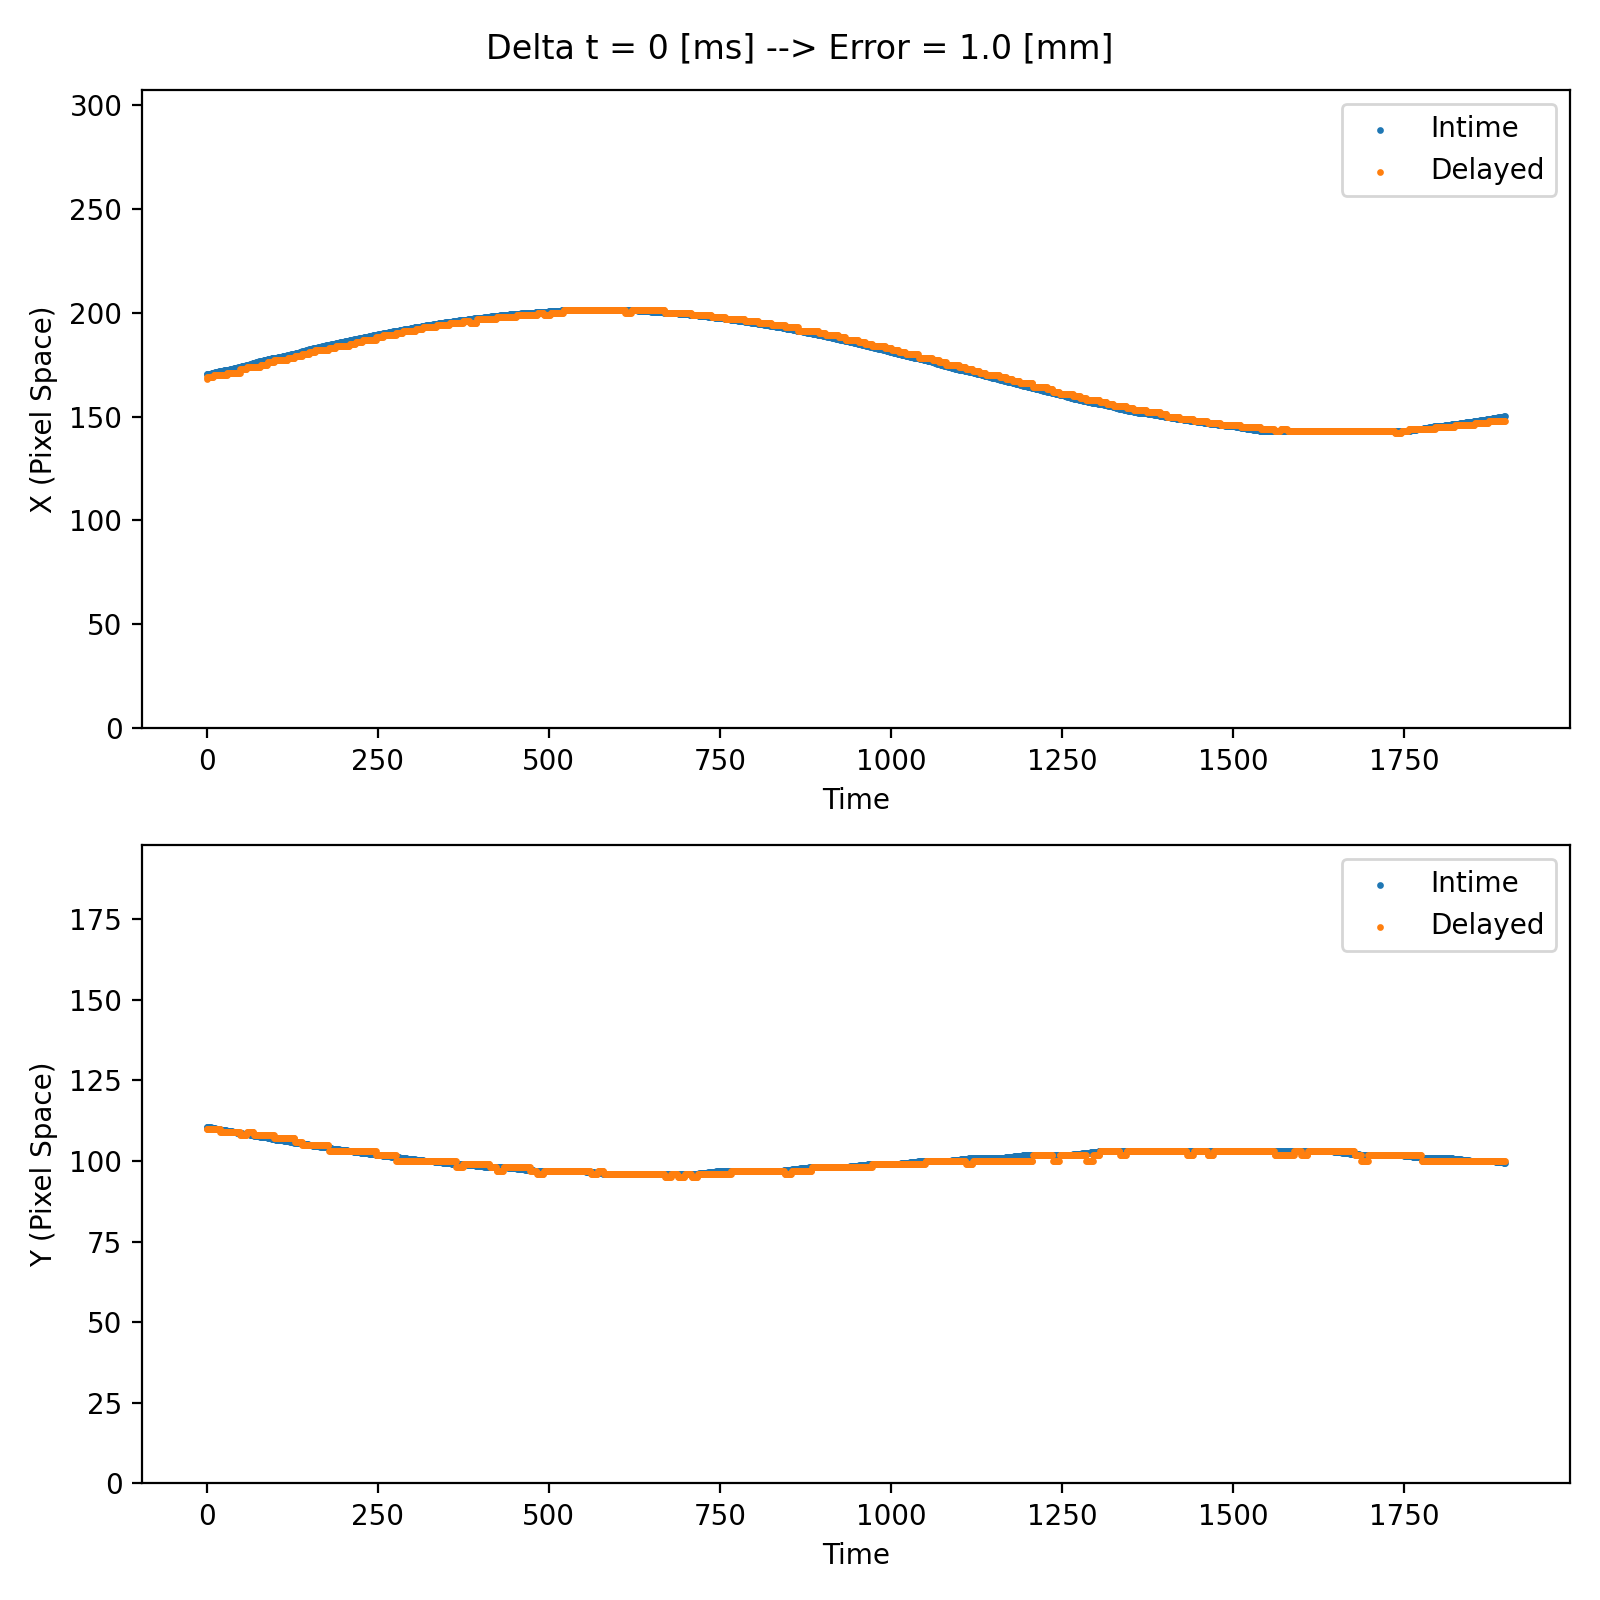 Delta t = 0 [ms] --> Error = 1.0 [mm]
300
250
200
150
100
50
0
X (Pixel Space)
Intime
Delayed
0 250 500 750 1000 1250 1500 1750
Time
175
150
125
100
75
50
25
0
Y (Pixel Space)
Intime
Delayed
0 250 500 750 1000 1250 1500 1750
Time